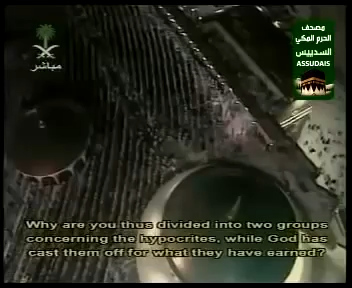 مصحف
الحرم المكي
السديس
ASSUDAIS
مباشر
Why are you thus divided into two groups
concerning the hypocrites, while God has
cast them off for what they have earned?